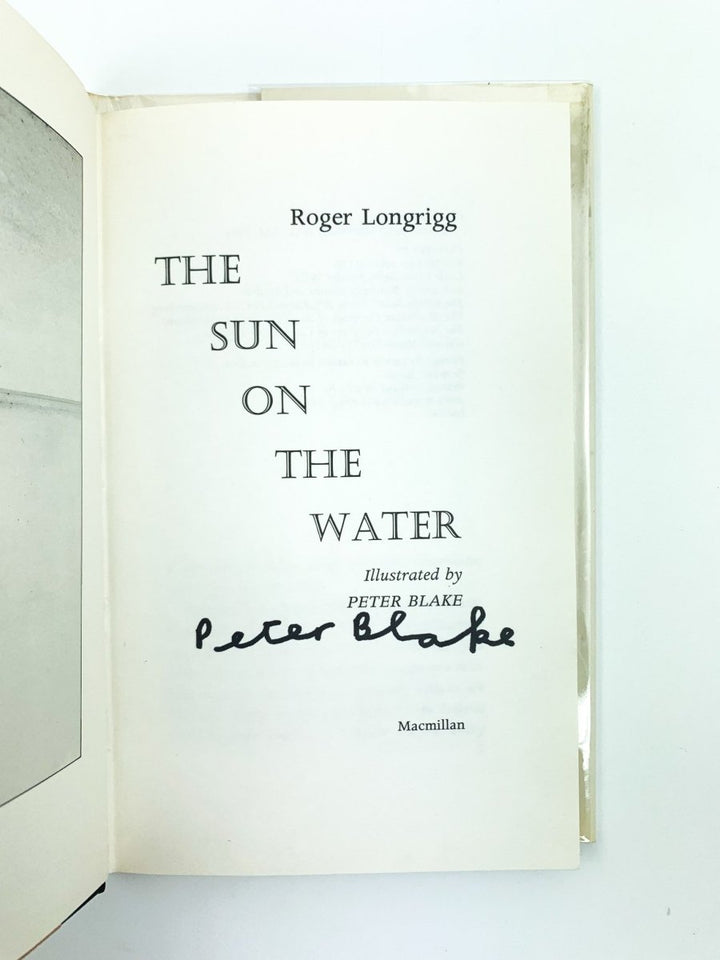 Roger Longrigg
THE
SUN
ON
THE
WATER
Illustrated by
PETER BLAKE
Peter Blake
Macmillan